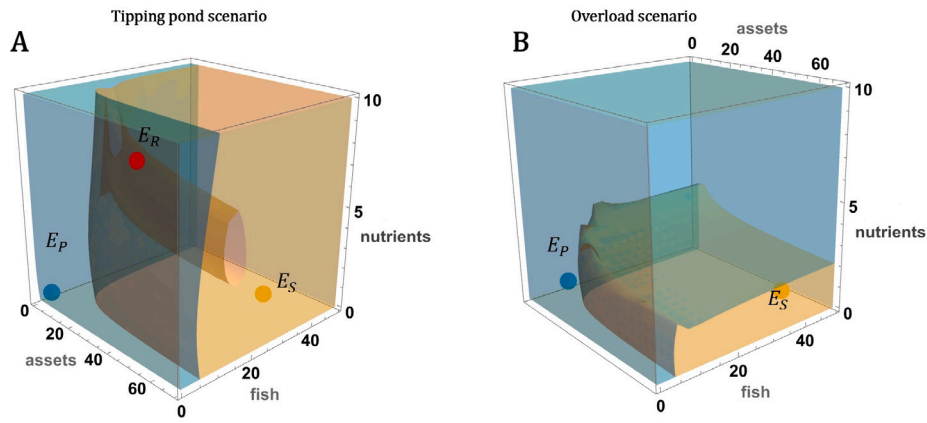 Tipping pond scenario
Overload scenario
A
B
assets
0 20 40 60
10
10
E_R
5
5
nutrients
nutrients
E_P
E_P
E_S
E_S
0
0
0
20
40
60
assets
0
20
40
fish
0
20
40
fish